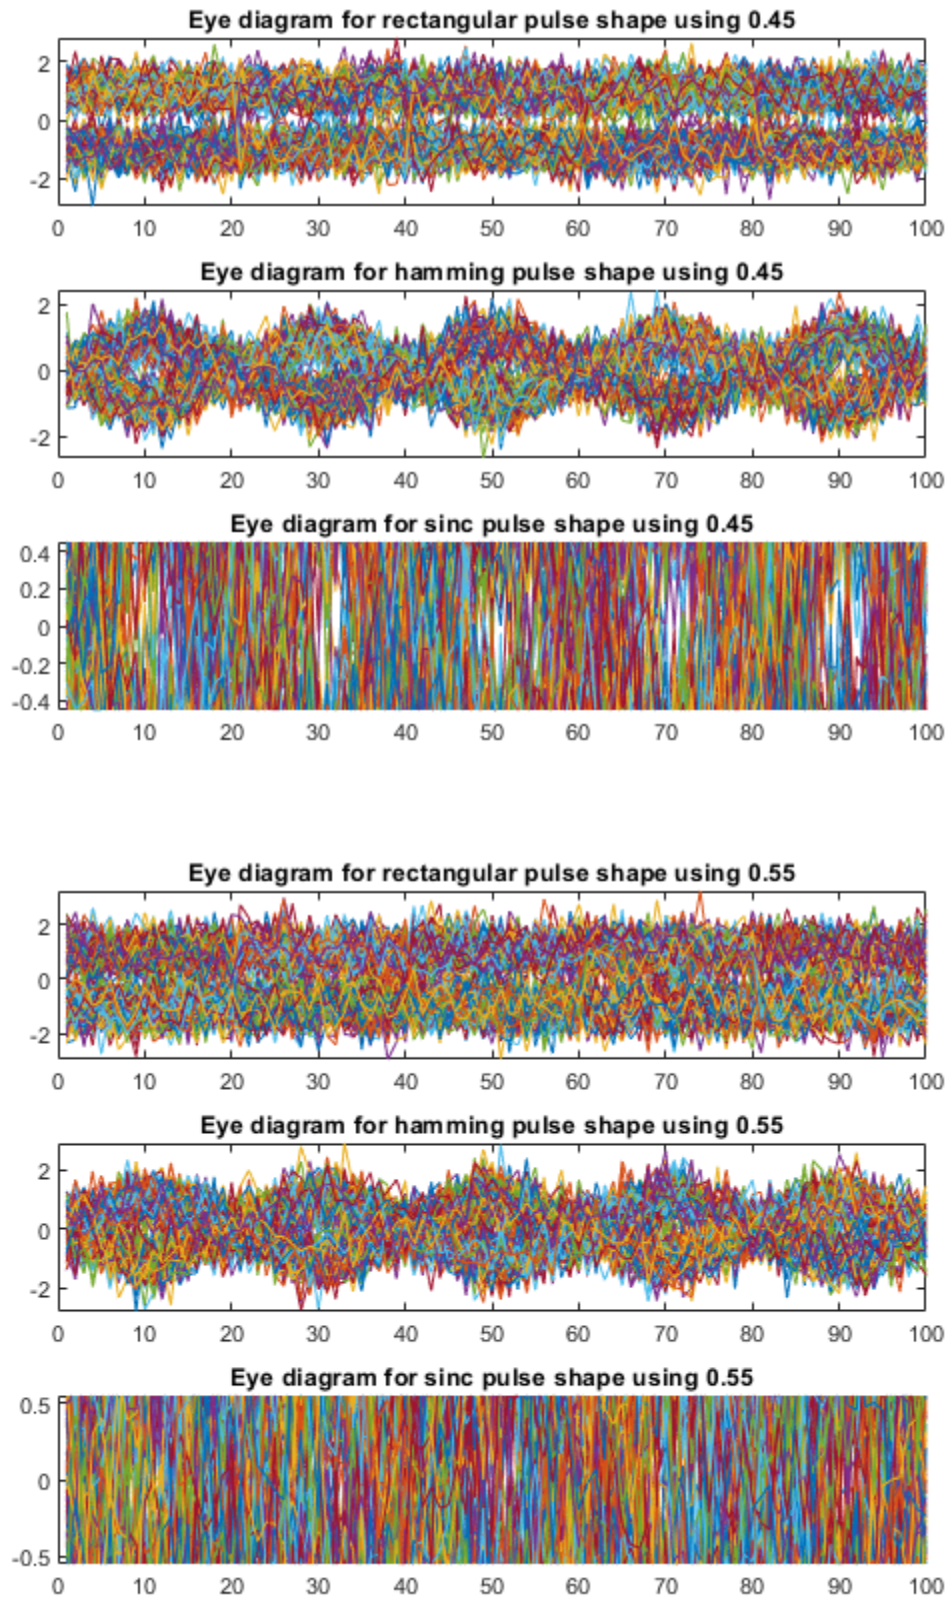 Eye diagram for rectangular pulse shape using 0.45
2
0
-2
0 10 20 30 40 50 60 70 80 90 100
Eye diagram for hamming pulse shape using 0.45
2
0
-2
0 10 20 30 40 50 60 70 80 90 100
Eye diagram for sinc pulse shape using 0.45
0.4
0.2
0
-0.2
-0.4
0 10 20 30 40 50 60 70 80 90 100
Eye diagram for rectangular pulse shape using 0.55
2
0
-2
0 10 20 30 40 50 60 70 80 90 100
Eye diagram for hamming pulse shape using 0.55
2
0
-2
0 10 20 30 40 50 60 70 80 90 100
Eye diagram for sinc pulse shape using 0.55
0.5
0
-0.5
0 10 20 30 40 50 60 70 80 90 100